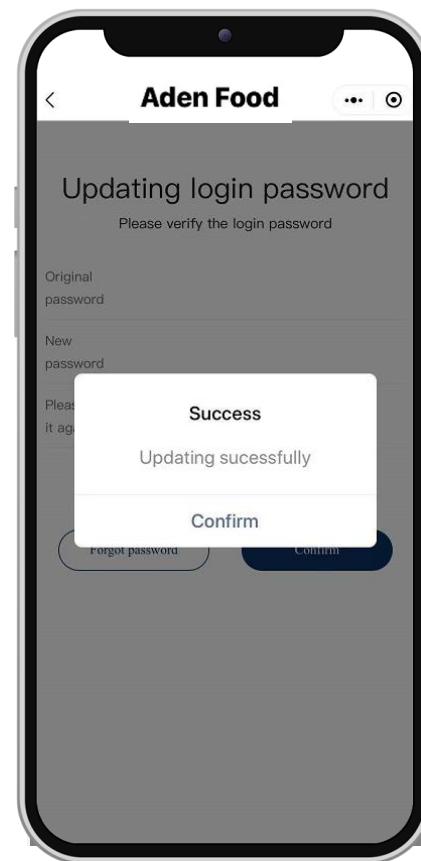 Aden Food
Updating login password
Please verify the login password
Original
password
New
password
Pleas
it aga
Success
Updating sucessfully
Confirm
Forgot password
Confirm